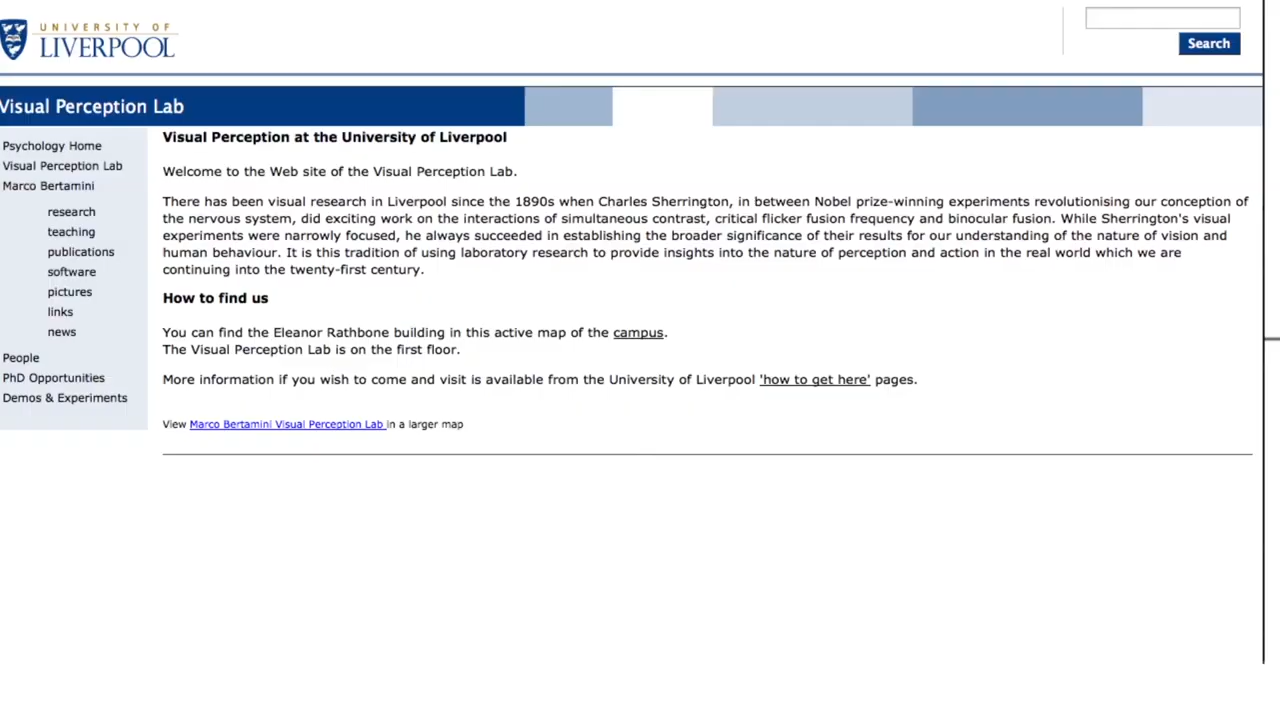 UNIVERSITY OF
LIVERPOOL
Search
Visual Perception Lab
Psychology Home
Visual Perception Lab
Marco Bertamini
research
teaching
publications
software
pictures
links
news
People
PhD Opportunities
Demos & Experiments
Visual Perception at the University of Liverpool
Welcome to the Web site of the Visual Perception Lab.
There has been visual research in Liverpool since the 1890s when Charles Sherrington, in between Nobel prize-winning experiments revolutionising our conception of
the nervous system, did exciting work on the interactions of simultaneous contrast, critical flicker fusion frequency and binocular fusion. While Sherrington's visual
experiments were narrowly focused, he always succeeded in establishing the broader significance of their results for our understanding of the nature of vision and
human behaviour. It is this tradition of using laboratory research to provide insights into the nature of perception and action in the real world which we are
continuing into the twenty-first century.
How to find us
You can find the Eleanor Rathbone building in this active map of the campus.
The Visual Perception Lab is on the first floor.
More information if you wish to come and visit is available from the University of Liverpool 'how to get here' pages.
View Marco Bertamini Visual Perception Lab in a larger map